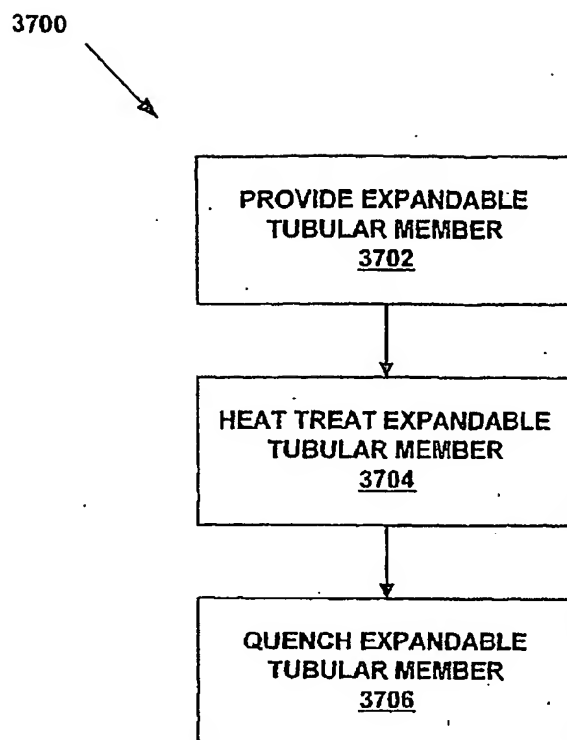 3700
PROVIDE EXPANDABLE
TUBULAR MEMBER
3702
HEAT TREAT EXPANDABLE
TUBULAR MEMBER
3704
QUENCH EXPANDABLE
TUBULAR MEMBER
3706